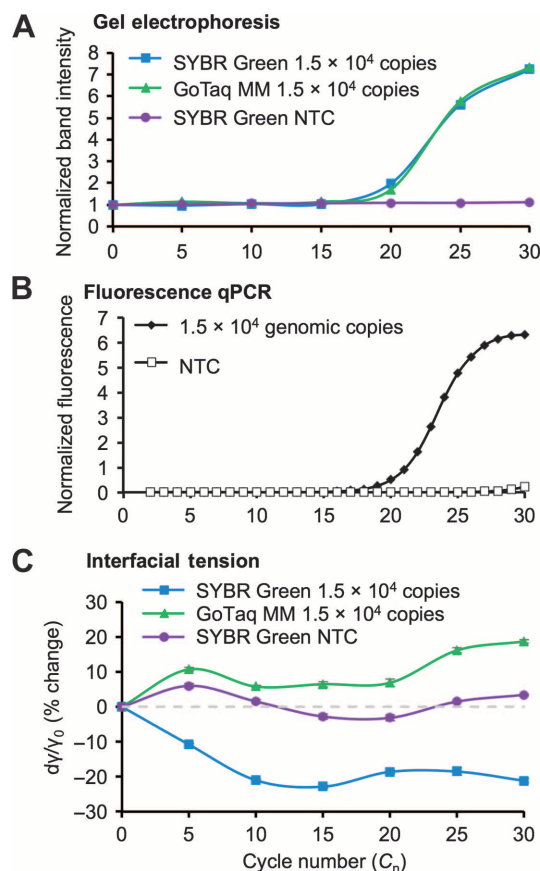 A Gel electrophoresis
SYBR Green 1.5 × 10⁴ copies
GoTaq MM 1.5 × 10⁴ copies
SYBR Green NTC
Normalized band intensity
8
7
6
5
4
3
2
1
0
0 5 10 15 20 25 30
B Fluorescence qPCR
1.5 × 10⁴ genomic copies
NTC
Normalized fluorescence
7
6
5
4
3
2
1
0
0 5 10 15 20 25 30
C Interfacial tension
SYBR Green 1.5 × 10⁴ copies
GoTaq MM 1.5 × 10⁴ copies
SYBR Green NTC
dγ/γ₀ (% change)
30
20
10
0
−10
−20
−30
0 5 10 15 20 25 30
Cycle number (Cₙ)